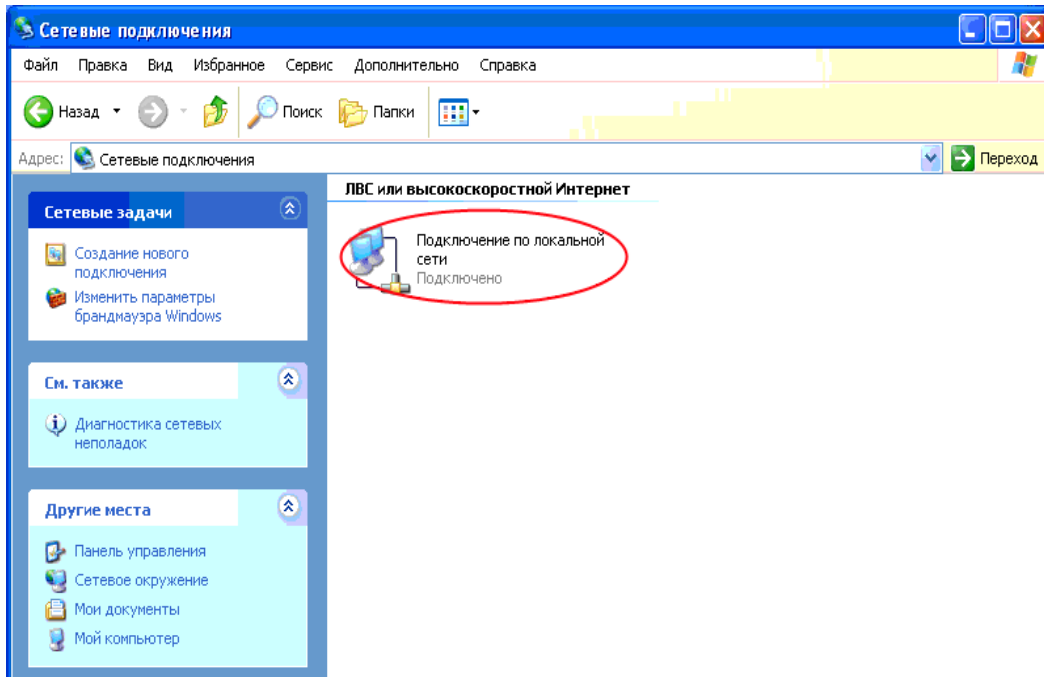 Сетевые подключения
Файл Правка Вид Избранное Сервис Дополнительно Справка
Назад Поиск Папки
Адрес: Сетевые подключения Переход
ЛВС или высокоскоростной Интернет
Подключение по локальной
сети
Подключено
Сетевые задачи
Создание нового
подключения
Изменить параметры
брандмауэра Windows
См. также
Диагностика сетевых
неполадок
Другие места
Панель управления
Сетевое окружение
Мои документы
Мой компьютер